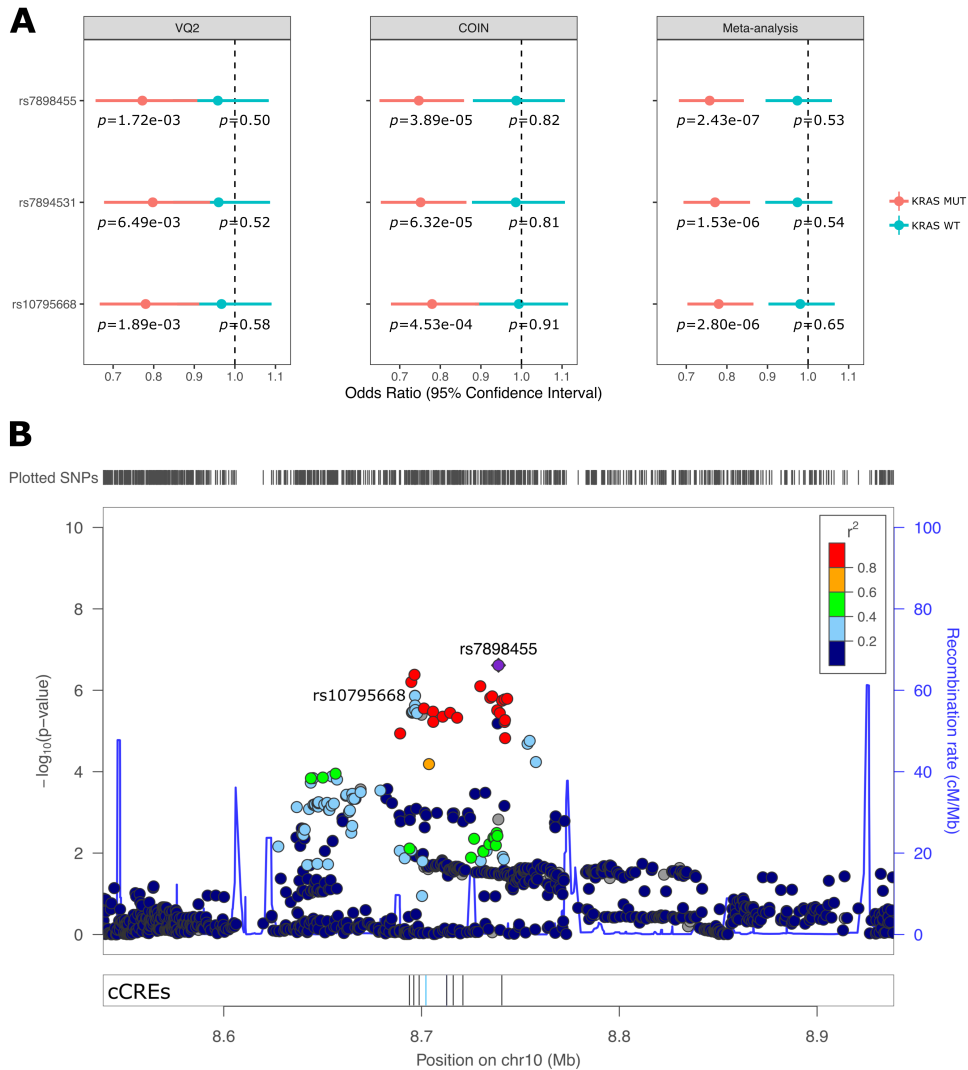 A
VQ2
COIN
Meta-analysis
rs7898455
p=1.72e-03
p=0.50
p=3.89e-05
p=0.82
p=2.43e-07
p=0.53
rs7894531
p=6.49e-03
p=0.52
p=6.32e-05
p=0.81
p=1.53e-06
p=0.54
KRAS MUT
KRAS WT
rs10795668
p=1.89e-03
p=0.58
p=4.53e-04
p=0.91
p=2.80e-06
p=0.65
0.7 0.8 0.9 1.0 1.1
0.7 0.8 0.9 1.0 1.1
0.7 0.8 0.9 1.0 1.1
Odds Ratio (95% Confidence Interval)
B
Plotted SNPs
10
8
6
4
2
0
−log10(p−value)
100
80
60
40
20
0
Recombination rate (cM/Mb)
r2
0.8
0.6
0.4
0.2
rs7898455
rs10795668
cCREs
8.6 8.7 8.8 8.9
Position on chr10 (Mb)